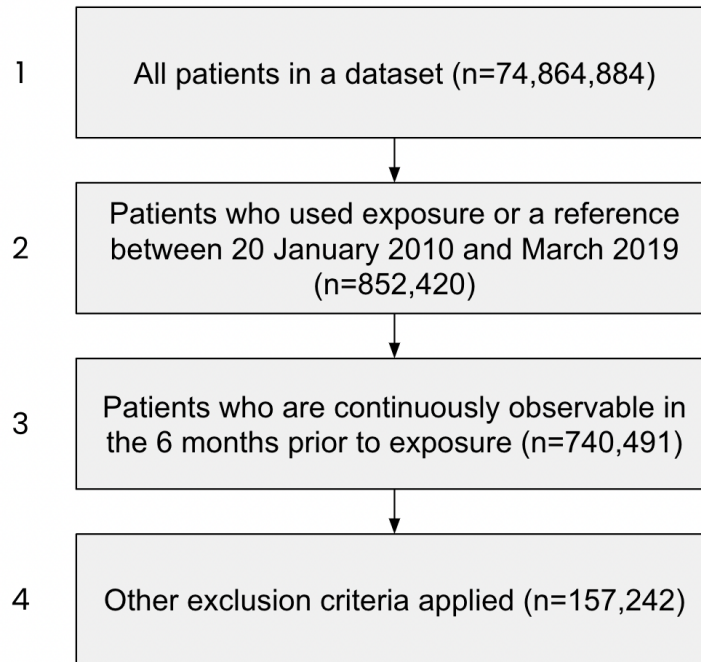 1
All patients in a dataset (n=74,864,884)
2
Patients who used exposure or a reference
between 20 January 2010 and March 2019
(n=852,420)
3
Patients who are continuously observable in
the 6 months prior to exposure (n=740,491)
4
Other exclusion criteria applied (n=157,242)